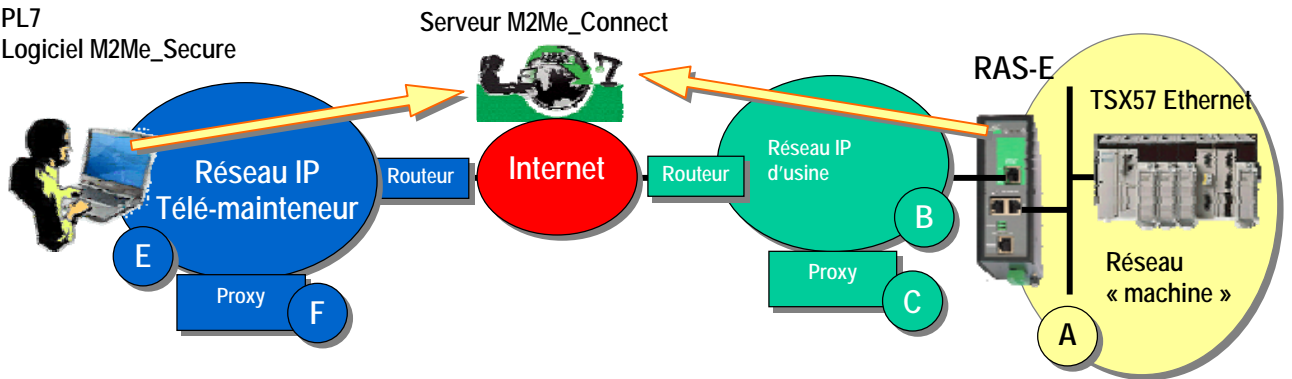 PL7
Logiciel M2Me_Secure
Serveur M2Me_Connect
RAS-E
TSX57 Ethernet
Réseau IP
Télé-mainteneur
Routeur
Internet
Routeur
Réseau IP
d'usine
B
E
Proxy
F
Proxy
C
Réseau
« machine »
A